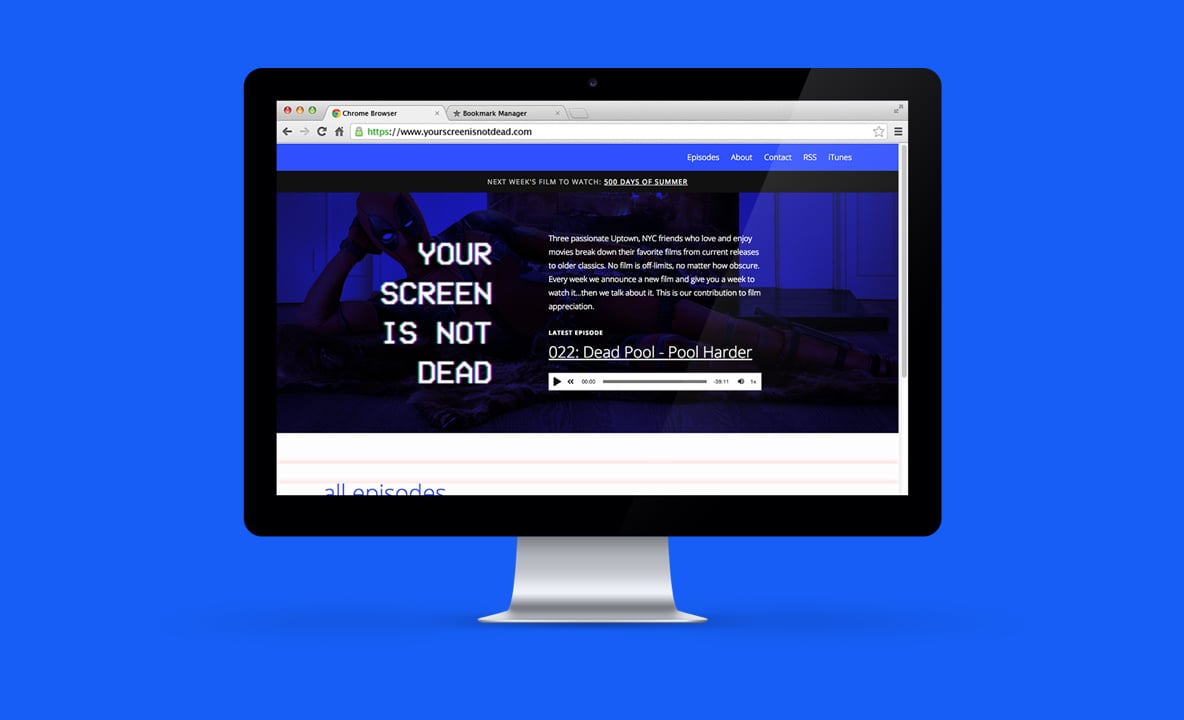 Chrome Browser
Bookmark Manager
https://www.yourscreenisnotdead.com
Episodes About Contact RSS iTunes
NEXT WEEK'S FILM TO WATCH: 500 DAYS OF SUMMER
YOUR
SCREEN
IS NOT
DEAD
Three passionate Uptown, NYC friends who love and enjoy
movies break down their favorite films from current releases
to older classics. No film is off-limits, no matter how obscure.
Every week we announce a new film and give you a week to
watch it...then we talk about it. This is our contribution to film
appreciation.
LATEST EPISODE
022: Dead Pool - Pool Harder
00:00 -39:11 1x
all episodes